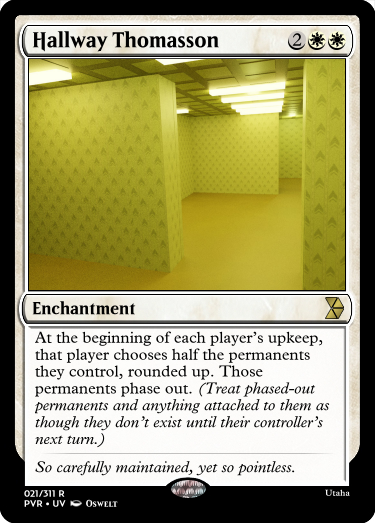 Hallway Thomasson 2
Enchantment
At the beginning of each player's upkeep,
that player chooses half the permanents
they control, rounded up. Those
permanents phase out. (Treat phased-out
permanents and anything attached to them as
though they don't exist until their controller's
next turn.)
So carefully maintained, yet so pointless.
021/311 R
Utaha
PVR • UV Oswelt